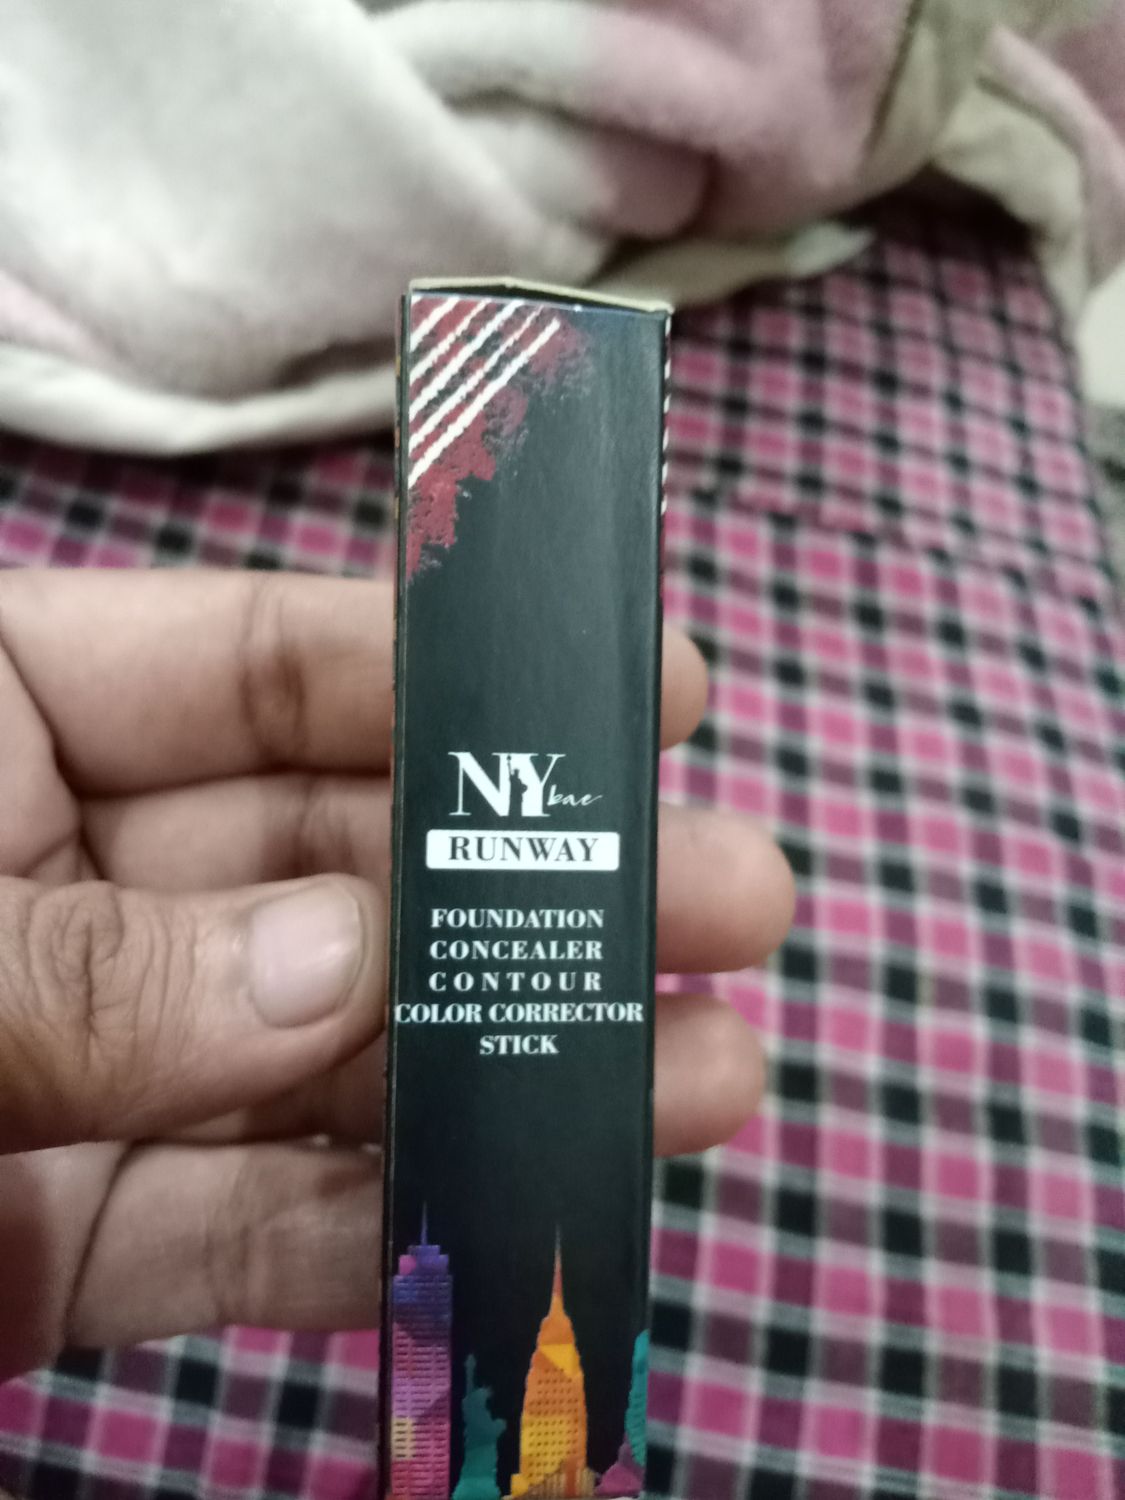 NY bae
RUNWAY
FOUNDATION
CONCEALER
CONTOUR
COLOR CORRECTOR
STICK